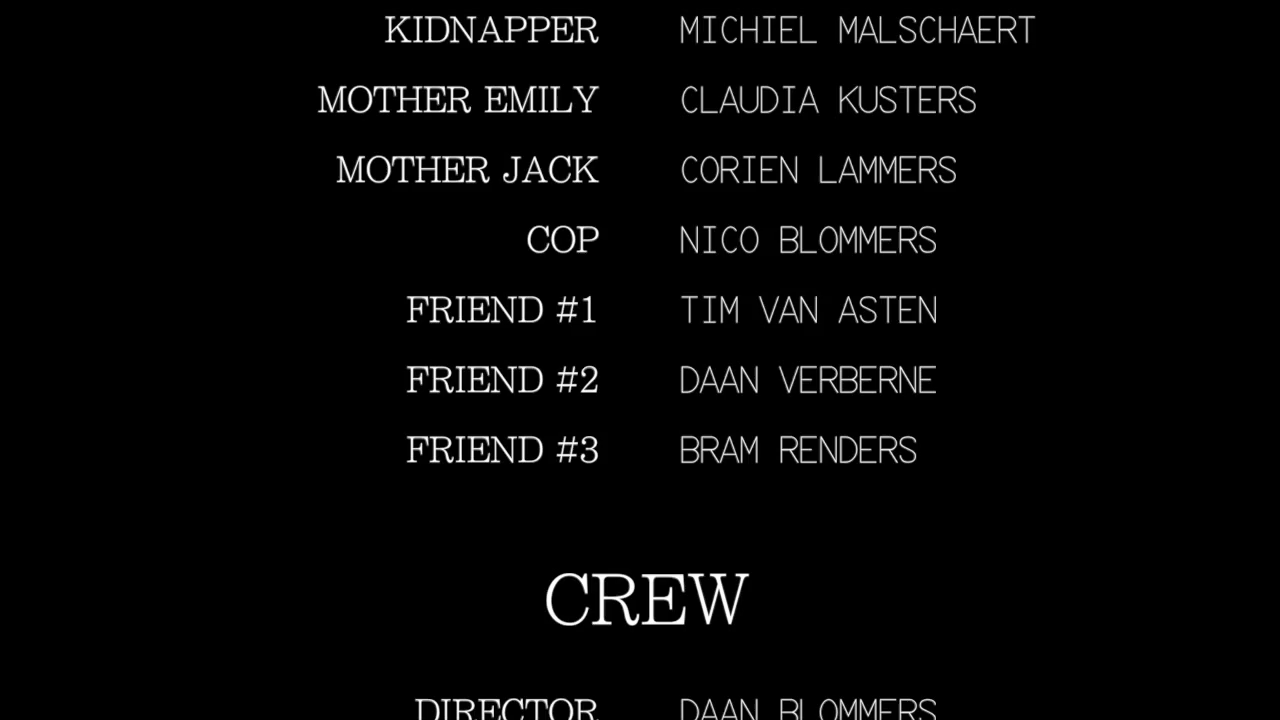 KIDNAPPER MICHIEL MALSCHAERT
MOTHER EMILY CLAUDIA KUSTERS
MOTHER JACK CORIEN LAMMERS
COP NICO BLOMMERS
FRIEND #1 TIM VAN ASTEN
FRIEND #2 DAAN VERBERNE
FRIEND #3 BRAM RENDERS
CREW
DIRECTOR DAAN BLOMMERS